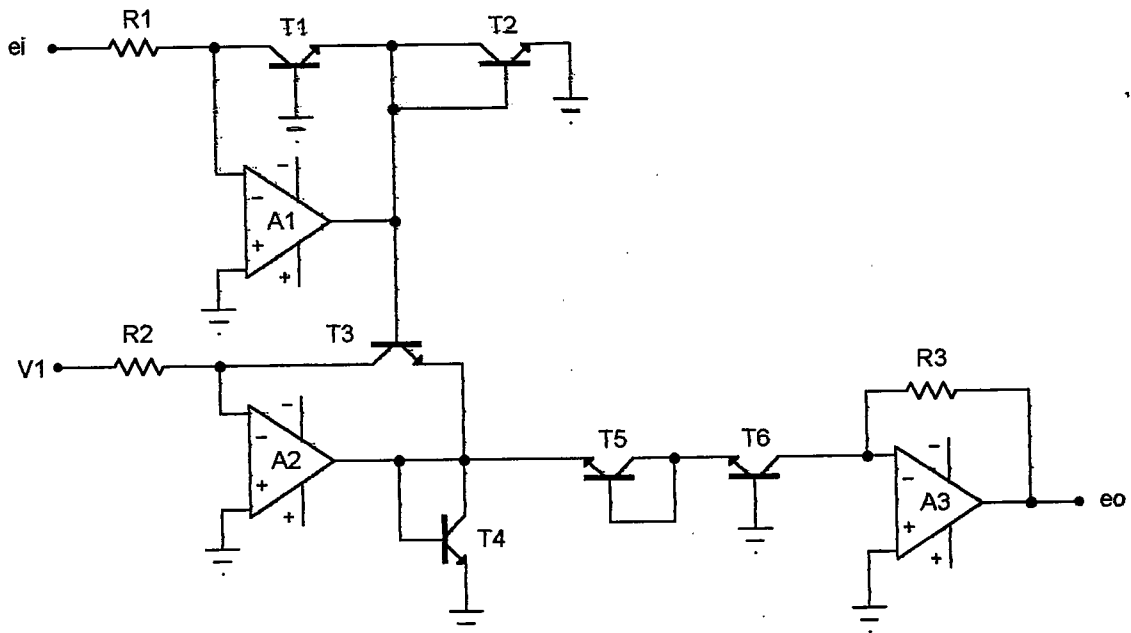 R1
T1
T2
ei
-
-
A1
+
+
R2
T3
V1
R3
-
-
A2
+
+
T5
T6
-
-
A3
+
+
eo
T4